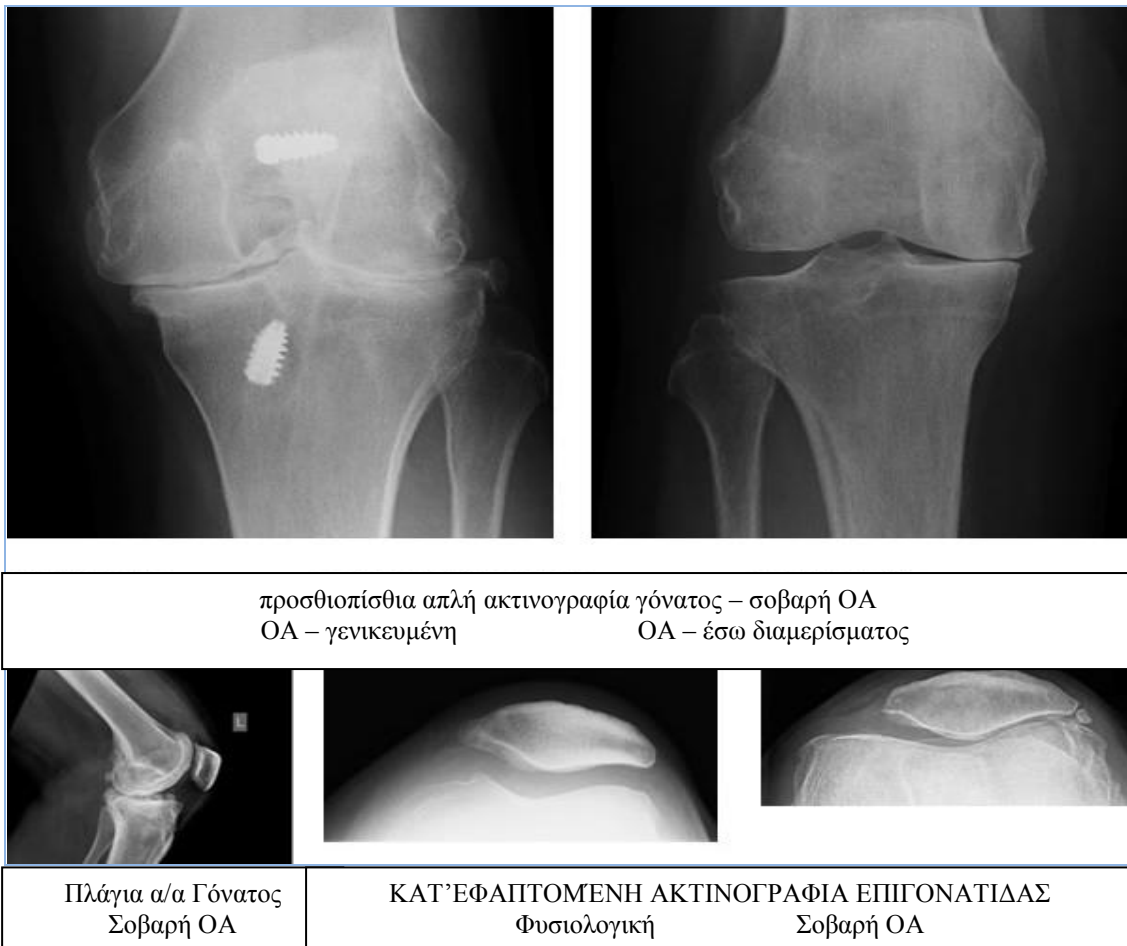 προσθιοπίσθια απλή ακτινογραφία γόνατος – σοβαρή ΟΑ
ΟΑ – γενικευμένη ΟΑ – έσω διαμερίσματος
L
Πλάγια α/α Γόνατος
Σοβαρή ΟΑ
ΚΑΤ’ΕΦΑΠΤΟΜΈΝΗ ΑΚΤΙΝΟΓΡΑΦΙΑ ΕΠΙΓΟΝΑΤΙΔΑΣ
Φυσιολογική Σοβαρή ΟΑ